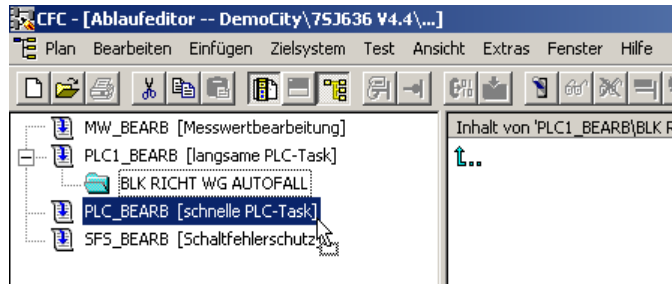 CFC - [Ablaufeditor -- DemoCity\7SJ636 V4.4\...]
Plan Bearbeiten Einfügen Zielsystem Test Ansicht Extras Fenster Hilfe
MW_BEARB [Messwertbearbeitung]
PLC1_BEARB [langsame PLC-Task]
BLK RICHT WG AUTOFALL
PLC_BEARB [schnelle PLC-Task]
SFS_BEARB [Schaltfehlerschutz]
Inhalt von 'PLC1_BEARB\BLK R
..